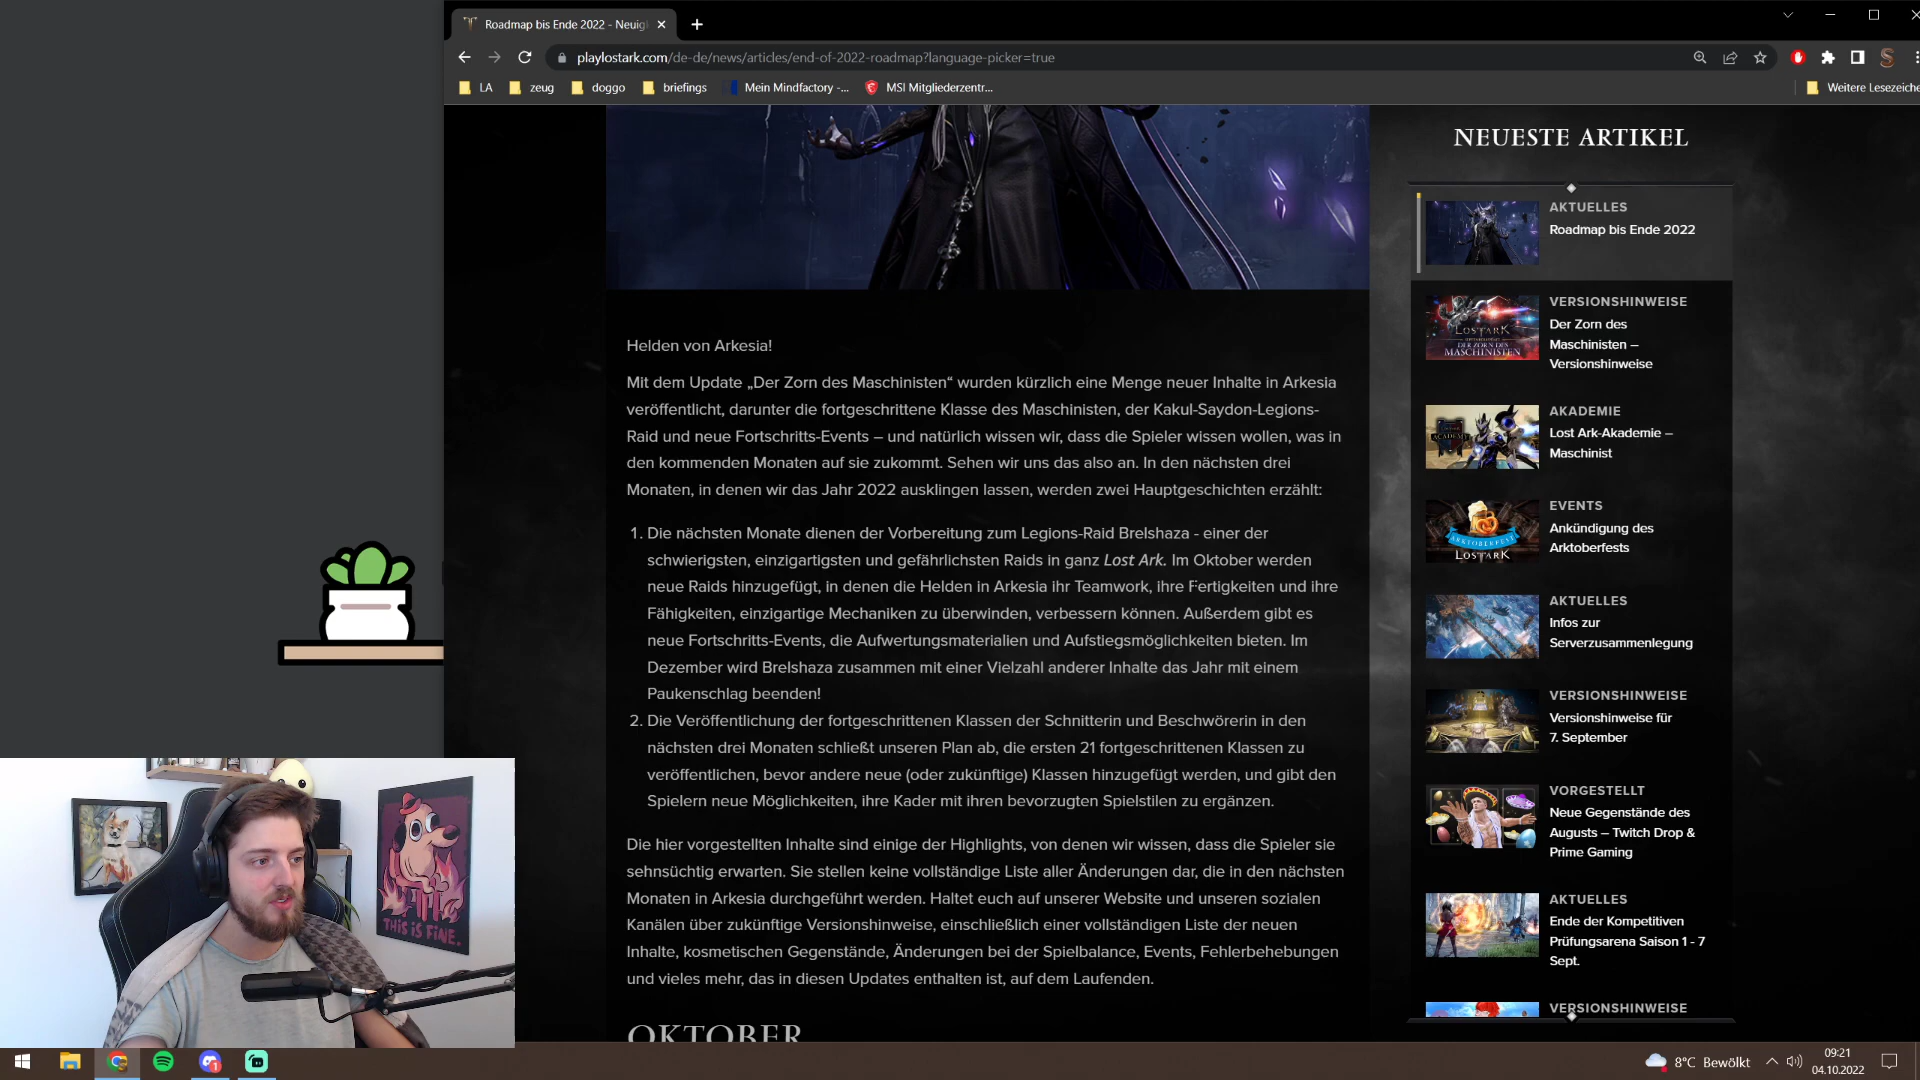 Roadmap bis Ende 2022 - Neuig
playlostark.com/de-de/news/articles/end-of-2022-roadmap?language-picker=true
LA
zeug
doggo
briefings
Mein Mindfactory -...
MSI Mitgliederzentr...
Weitere Lesezeiche
Helden von Arkesia!
Mit dem Update „Der Zorn des Maschinisten“ wurden kürzlich eine Menge neuer Inhalte in Arkesia
veröffentlicht, darunter die fortgeschrittene Klasse des Maschinisten, der Kakul-Saydon-Legions-
Raid und neue Fortschritts-Events – und natürlich wissen wir, dass die Spieler wissen wollen, was in
den kommenden Monaten auf sie zukommt. Sehen wir uns das also an. In den nächsten drei
Monaten, in denen wir das Jahr 2022 ausklingen lassen, werden zwei Hauptgeschichten erzählt:
1. Die nächsten Monate dienen der Vorbereitung zum Legions-Raid Brelshaza - einer der
schwierigsten, einzigartigsten und gefährlichsten Raids in ganz Lost Ark. Im Oktober werden
neue Raids hinzugefügt, in denen die Helden in Arkesia ihr Teamwork, ihre Fertigkeiten und ihre
Fähigkeiten, einzigartige Mechaniken zu überwinden, verbessern können. Außerdem gibt es
neue Fortschritts-Events, die Aufwertungsmaterialien und Aufstiegsmöglichkeiten bieten. Im
Dezember wird Brelshaza zusammen mit einer Vielzahl anderer Inhalte das Jahr mit einem
Paukenschlag beenden!
2. Die Veröffentlichung der fortgeschrittenen Klassen der Schnitterin und Beschwörerin in den
nächsten drei Monaten schließt unseren Plan ab, die ersten 21 fortgeschrittenen Klassen zu
veröffentlichen, bevor andere neue (oder zukünftige) Klassen hinzugefügt werden, und gibt den
Spielern neue Möglichkeiten, ihre Kader mit ihren bevorzugten Spielstilen zu ergänzen.
Die hier vorgestellten Inhalte sind einige der Highlights, von denen wir wissen, dass die Spieler sie
sehnsüchtig erwarten. Sie stellen keine vollständige Liste aller Änderungen dar, die in den nächsten
Monaten in Arkesia durchgeführt werden. Haltet euch auf unserer Website und unseren sozialen
Kanälen über zukünftige Versionshinweise, einschließlich einer vollständigen Liste der neuen
Inhalte, kosmetischen Gegenstände, Änderungen bei der Spielbalance, Events, Fehlerbehebungen
und vieles mehr, das in diesen Updates enthalten ist, auf dem Laufenden.
OKTOBER
NEUESTE ARTIKEL
AKTUELLES
Roadmap bis Ende 2022
LOSTARK
DER ZORN DES
MASCHINISTEN
VERSIONSHINWEISE
Der Zorn des
Maschinisten –
Versionshinweise
ACADEMY
AKADEMIE
Lost Ark-Akademie –
Maschinist
ARKTOBERFEST
LOSTARK
EVENTS
Ankündigung des
Arktoberfests
AKTUELLES
Infos zur
Serverzusammenlegung
VERSIONSHINWEISE
Versionshinweise für
7. September
VORGESTELLT
Neue Gegenstände des
Augusts – Twitch Drop &
Prime Gaming
AKTUELLES
Ende der Kompetitiven
Prüfungsarena Saison 1 - 7
Sept.
VERSIONSHINWEISE
THIS IS FINE.
1
8°C Bewölkt
09:21
04.10.2022